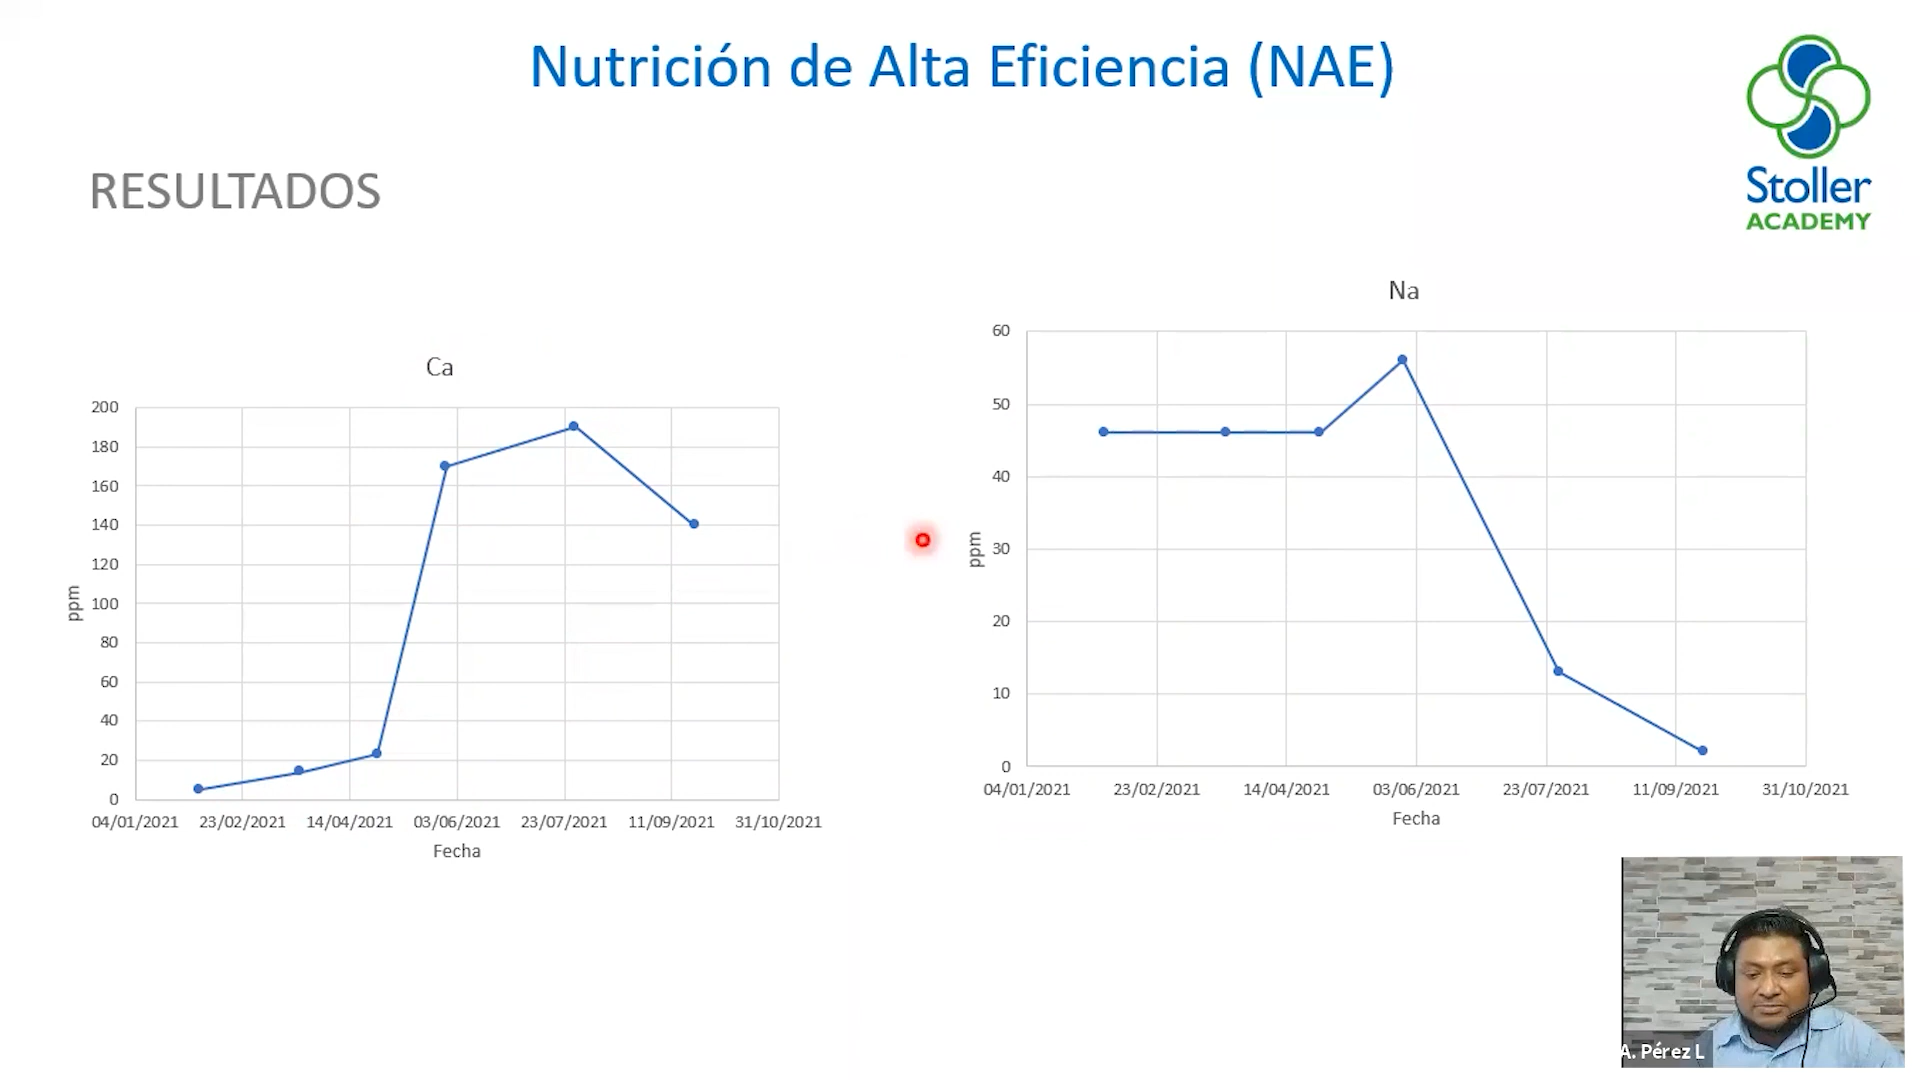 Nutrición de Alta Eficiencia (NAE)
Stoller
ACADEMY
RESULTADOS
Ca
200
180
160
140
120
100
80
60
40
20
0
ppm
04/01/2021 23/02/2021 14/04/2021 03/06/2021 23/07/2021 11/09/2021 31/10/2021
Fecha
Na
60
50
40
30
20
10
0
ppm
04/01/2021 23/02/2021 14/04/2021 03/06/2021 23/07/2021 11/09/2021 31/10/2021
Fecha
A. Pérez L